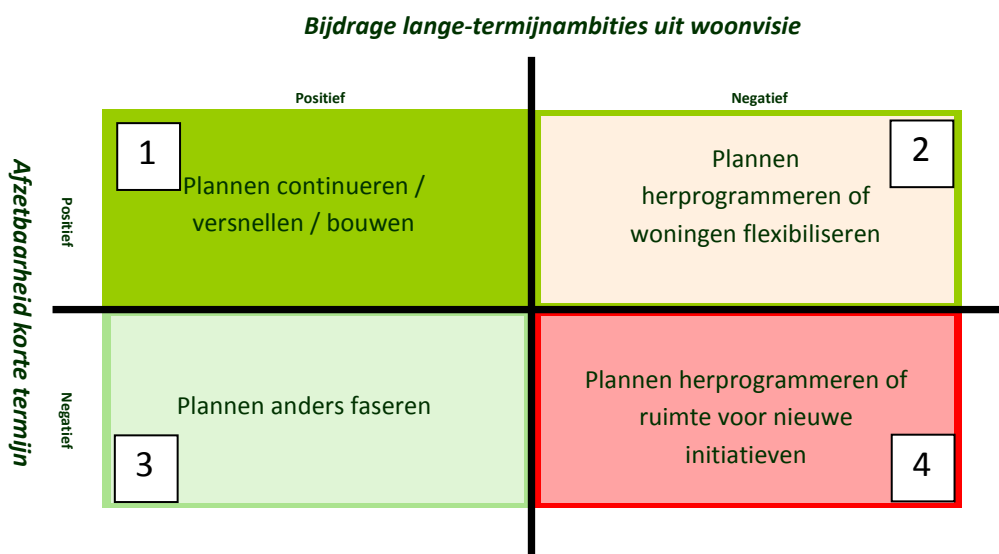 Bijdrage lange-termijnambities uit woonvisie
Positief
Negatief
Afzetbaarheid korte termijn
Positief
1
Plannen continueren /
versnellen / bouwen
2
Plannen
herprogrammeren of
woningen flexibiliseren
Negatief
Plannen anders faseren
3
Plannen herprogrammeren of
ruimte voor nieuwe
initiatieven
4